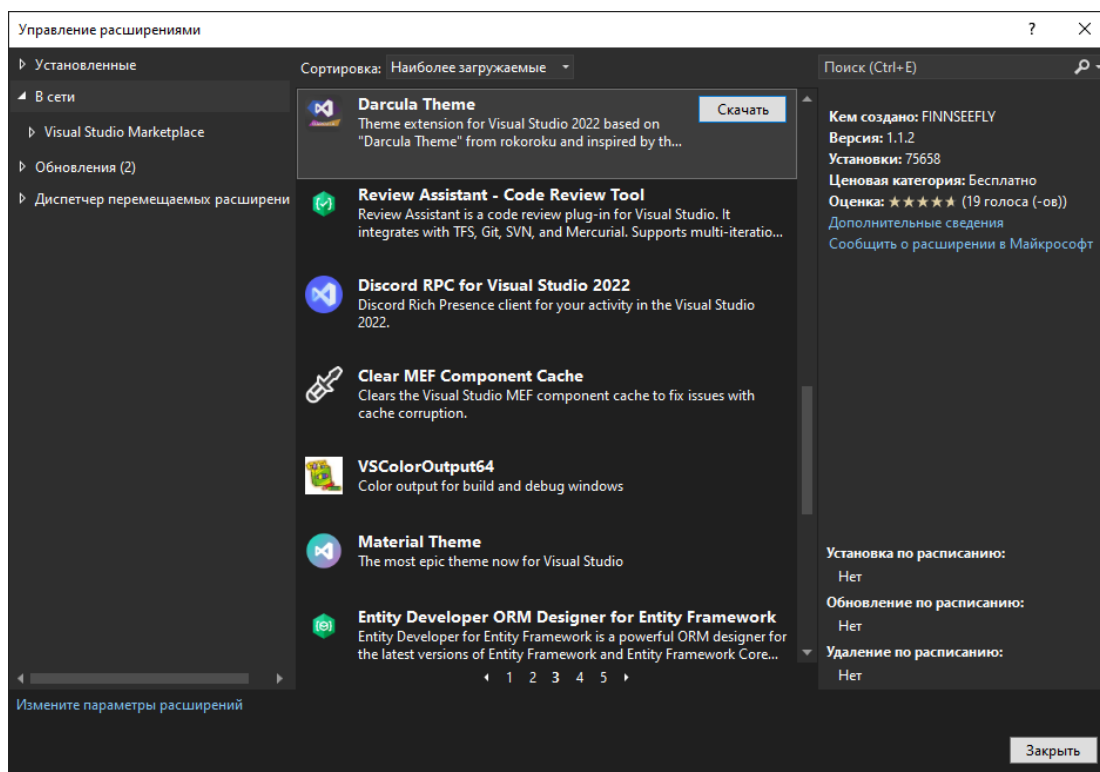 Управление расширениями
?
Установленные
В сети
Visual Studio Marketplace
Обновления (2)
Диспетчер перемещаемых расширени
Сортировка: Наиболее загружаемые
Darcula Theme
Скачать
Theme extension for Visual Studio 2022 based on
"Darcula Theme" from rokoroku and inspired by th...
Review Assistant - Code Review Tool
Review Assistant is a code review plug-in for Visual Studio. It
integrates with TFS, Git, SVN, and Mercurial. Supports multi-iteratio...
Discord RPC for Visual Studio 2022
Discord Rich Presence client for your activity in the Visual Studio
2022.
Clear MEF Component Cache
Clears the Visual Studio MEF component cache to fix issues with
cache corruption.
VSColorOutput64
Color output for build and debug windows
Material Theme
The most epic theme now for Visual Studio
Entity Developer ORM Designer for Entity Framework
Entity Developer for Entity Framework is a powerful ORM designer for
the latest versions of Entity Framework and Entity Framework Core...
1 2 3 4 5
Поиск (Ctrl+E)
Кем создано: FINNSEEFLY
Версия: 1.1.2
Установки: 75658
Ценовая категория: Бесплатно
Оценка: ★★★★★ (19 голоса (-ов))
Дополнительные сведения
Сообщить о расширении в Майкрософт
Установка по расписанию:
Нет
Обновление по расписанию:
Нет
Удаление по расписанию:
Нет
Измените параметры расширений
Закрыть